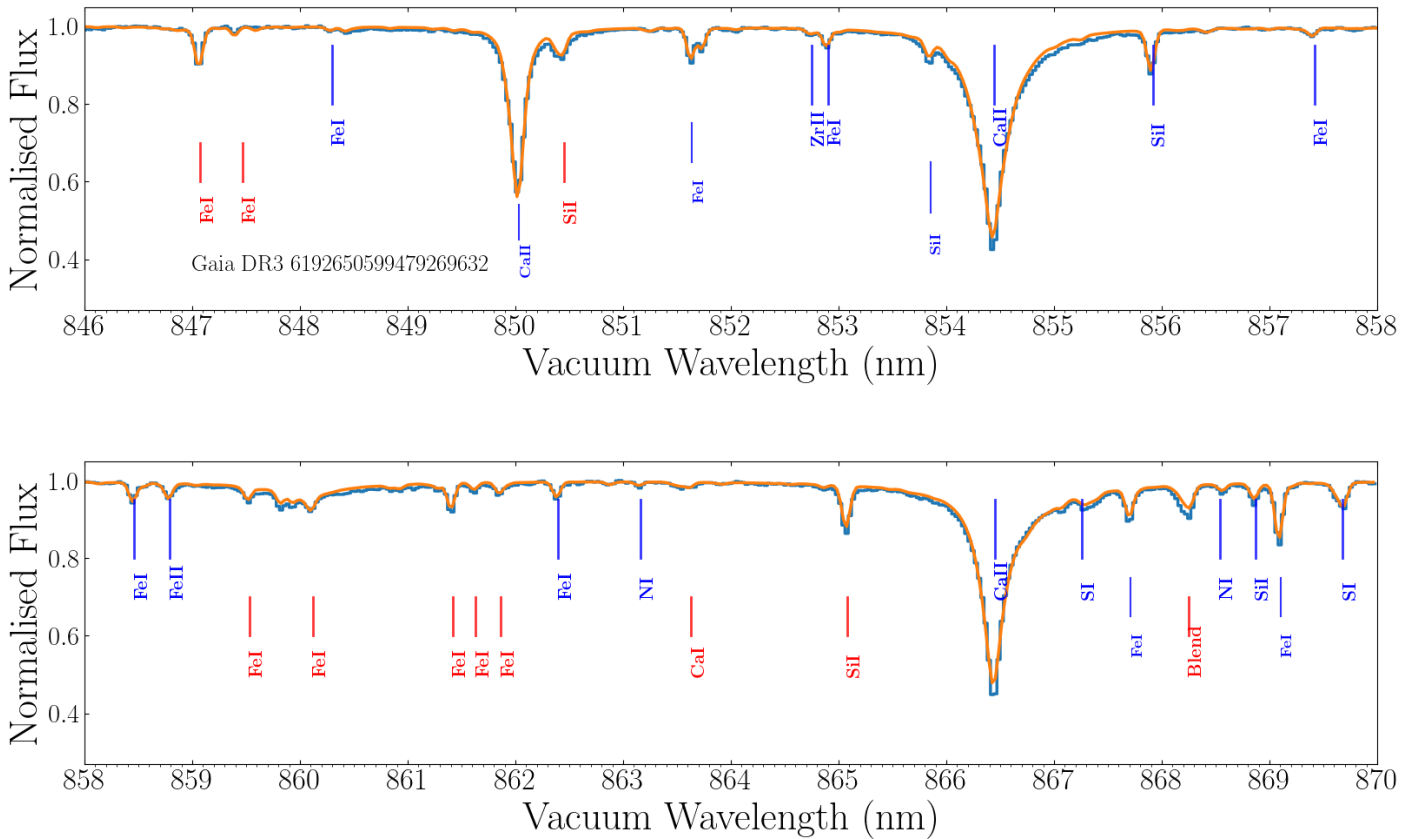 Normalised Flux
1.0
0.8
0.6
0.4
FeI
FeI
FeI
CaII
SiI
FeI
ZrII
FeI
SiI
CaII
SiI
FeI
Gaia DR3 6192650599479269632
846 847 848 849 850 851 852 853 854 855 856 857 858
Vacuum Wavelength (nm)
Normalised Flux
1.0
0.8
0.6
0.4
FeI
FeII
FeI
FeI
FeI
FeI
FeI
FeI
NI
CaI
SiI
CaII
SI
FeI
Blend
NI
SiI
FeI
SI
858 859 860 861 862 863 864 865 866 867 868 869 870
Vacuum Wavelength (nm)